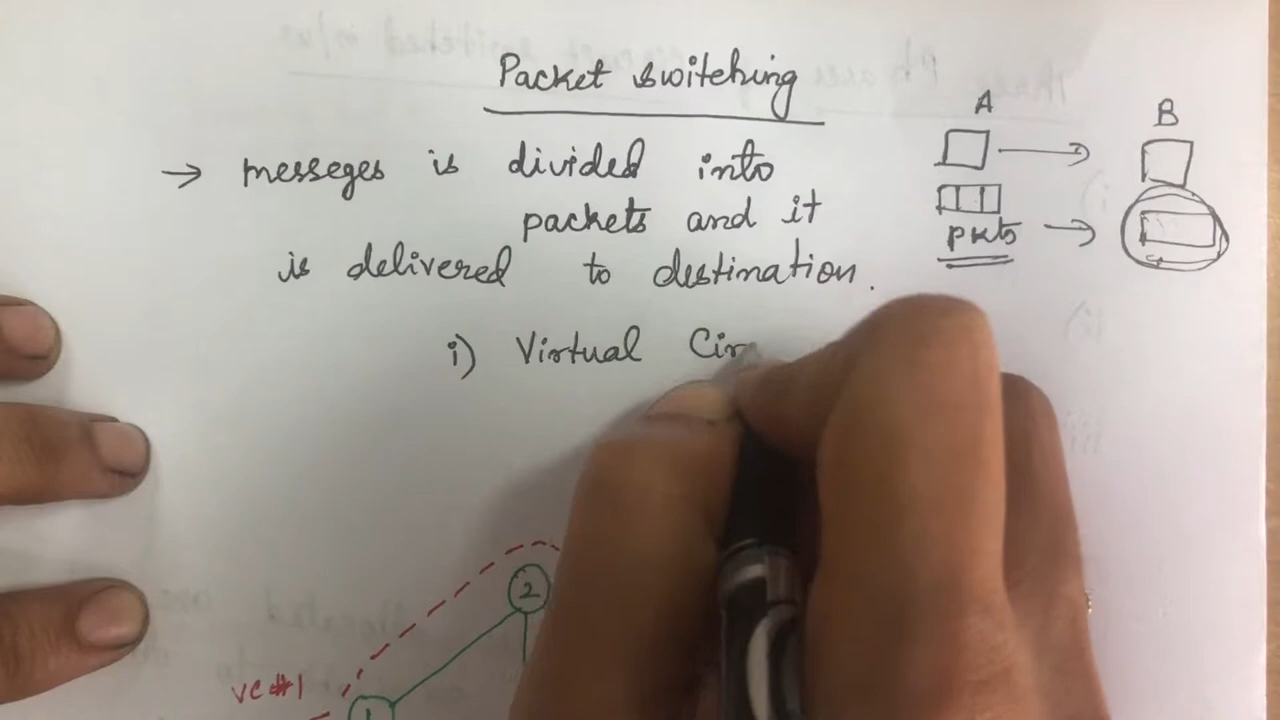 Packet switching
A
B
→ messeges is divided into
packets and it
pkts
is delivered to destination.
i) Virtual Cir
2
VC#1
1